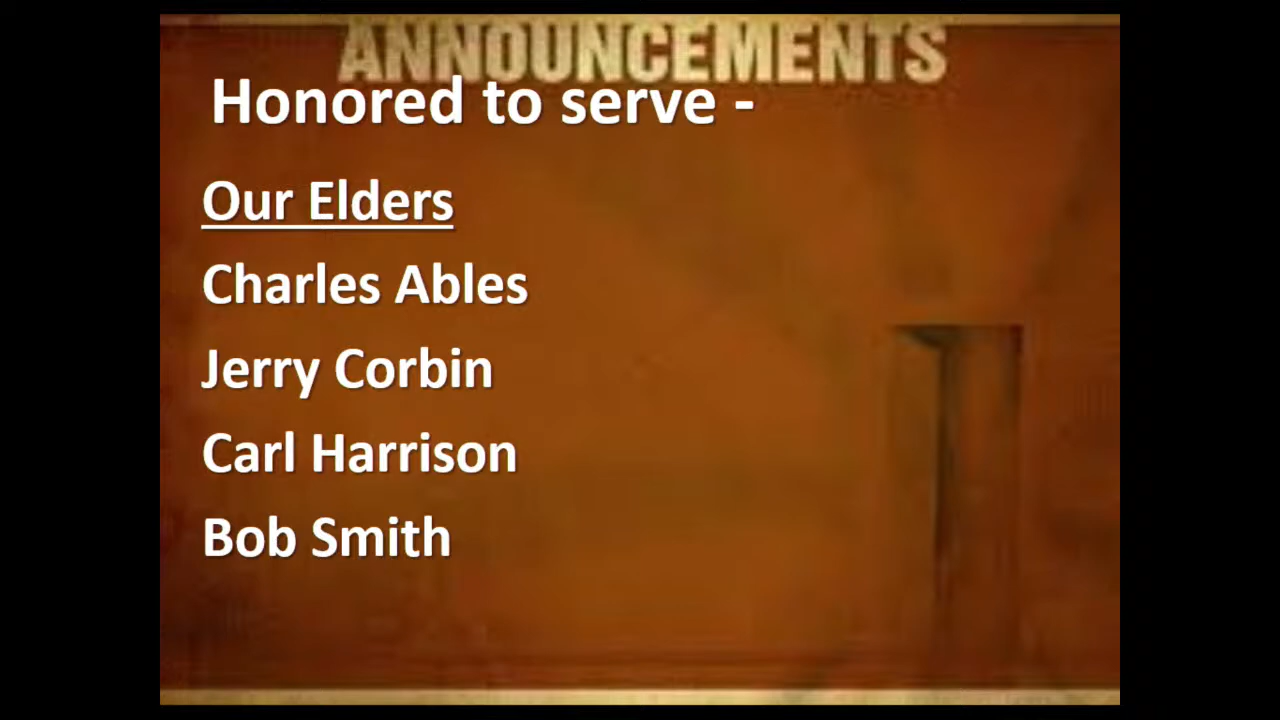 ANNOUNCEMENTS
Honored to serve -
Our Elders
Charles Ables
Jerry Corbin
Carl Harrison
Bob Smith